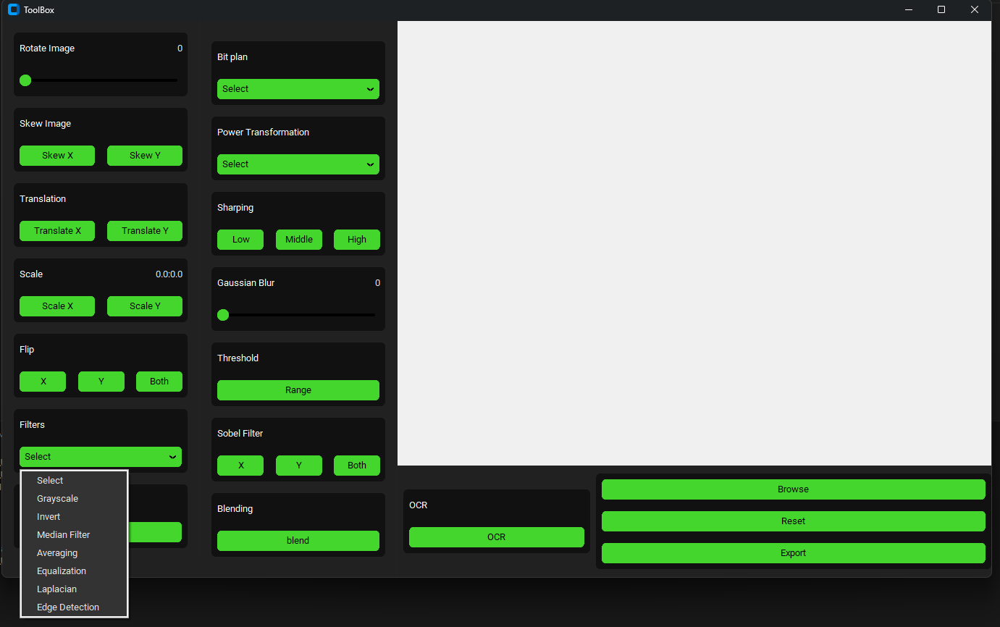 ToolBox
Rotate Image 0
Skew Image
Skew X Skew Y
Translation
Translate X Translate Y
Scale 0.0:0.0
Scale X Scale Y
Flip
X Y Both
Filters
Select
Select
Grayscale
Invert
Median Filter
Averaging
Equalization
Laplacian
Edge Detection
Bit plan
Select
Power Transformation
Select
Sharping
Low Middle High
Gaussian Blur 0
Threshold
Range
Sobel Filter
X Y Both
Blending
blend
OCR
OCR
Browse
Reset
Export